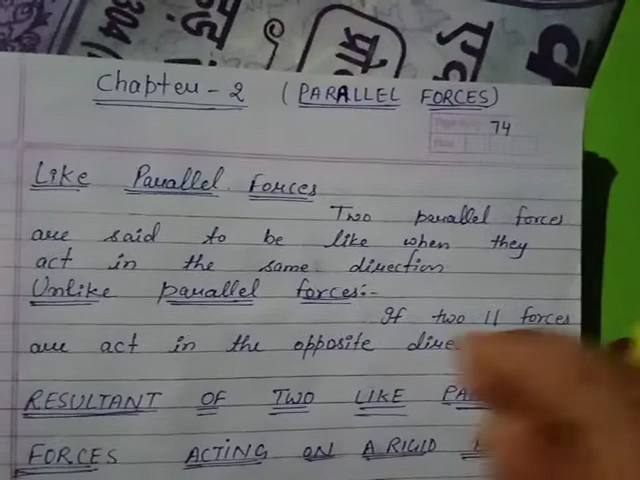 304
Chapter - 2 (PARALLEL FORCES)
74
Like Parallel Forces
Two parallel forces
are said to be like when they
act in the same direction
Unlike parallel forces:-
If two || forces
are act in the opposite
RESULTANT OF TWO LIKE
FORCES ACTING ON A RIGID